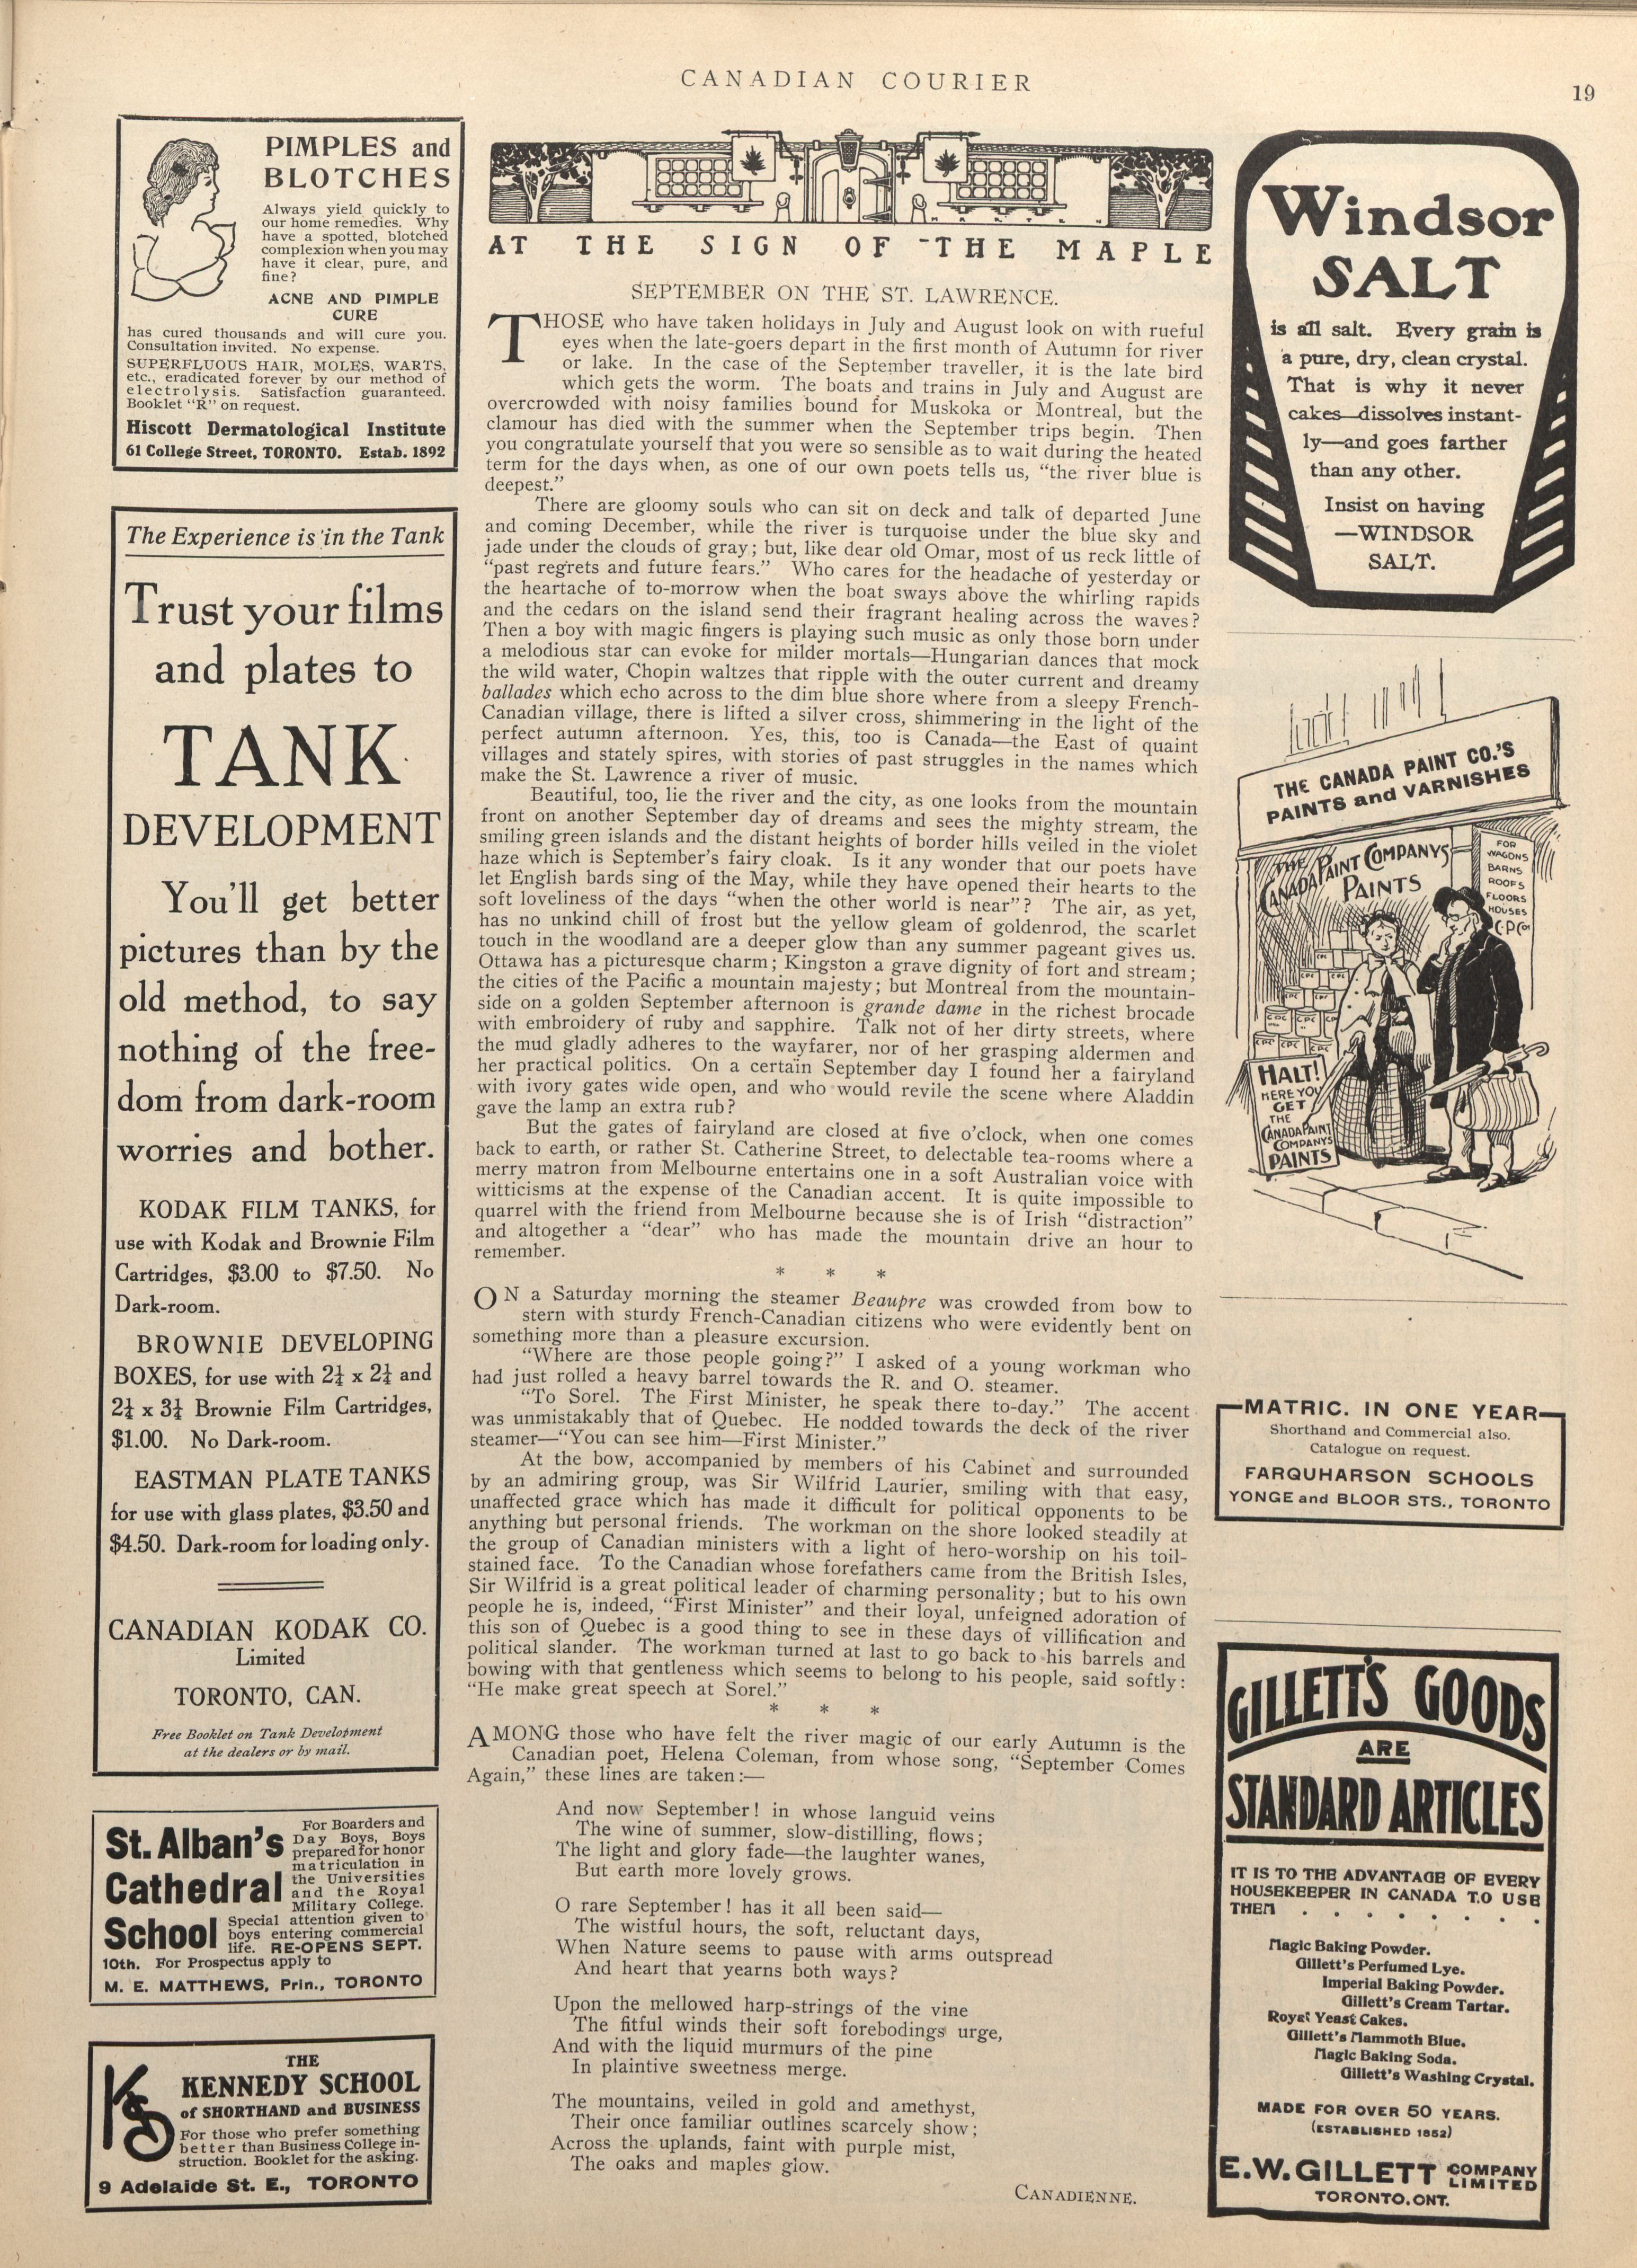 CANADIAN COURIER
19
PIMPLES and
BLOTCHES
Always yield quickly to
our home remedies. Why
have a spotted, blotched
complexion when you may
have it clear, pure, and
fine?
ACNE AND PIMPLE
CURE
has cured thousands and will cure you.
Consultation invited. No expense.
SUPERFLUOUS HAIR, MOLES, WARTS,
etc., eradicated forever by our method of
electrolysis. Satisfaction guaranteed.
Booklet "R" on request.
Hiscott Dermatological Institute
61 College Street, TORONTO. Estab. 1892
The Experience is in the Tank
Trust your films
and plates to
TANK
DEVELOPMENT
You'll get better
pictures than by the
old method, to say
nothing of the free-
dom from dark-room
worries and bother.
KODAK FILM TANKS, for
use with Kodak and Brownie Film
Cartridges, $3.00 to $7.50. No
Dark-room.
BROWNIE DEVELOPING
BOXES, for use with 2¼ x 2¼ and
2¼ x 3¼ Brownie Film Cartridges,
$1.00. No Dark-room.
EASTMAN PLATE TANKS
for use with glass plates, $3.50 and
$4.50. Dark-room for loading only.
CANADIAN KODAK CO.
Limited
TORONTO, CAN.
Free Booklet on Tank Development
at the dealers or by mail.
St. Alban's
Cathedral
School
For Boarders and
Day Boys, Boys
prepared for honor
matriculation in
the Universities
and the Royal
Military College.
Special attention given to
boys entering commercial
life. RE-OPENS SEPT.
10th. For Prospectus apply to
M. E. MATTHEWS, Prin., TORONTO
KSO
THE
KENNEDY SCHOOL
of SHORTHAND and BUSINESS
For those who prefer something
better than Business College in-
struction. Booklet for the asking.
9 Adelaide St. E., TORONTO
AT THE SIGN OF THE MAPLE
SEPTEMBER ON THE ST. LAWRENCE.
THOSE who have taken holidays in July and August look on with rueful
eyes when the late-goers depart in the first month of Autumn for river
or lake. In the case of the September traveller, it is the late bird
which gets the worm. The boats and trains in July and August are
overcrowded with noisy families bound for Muskoka or Montreal, but the
clamour has died with the summer when the September trips begin. Then
you congratulate yourself that you were so sensible as to wait during the heated
term for the days when, as one of our own poets tells us, "the river blue is
deepest."
There are gloomy souls who can sit on deck and talk of departed June
and coming December, while the river is turquoise under the blue sky and
jade under the clouds of gray; but, like dear old Omar, most of us reck little of
"past regrets and future fears." Who cares for the headache of yesterday or
the heartache of to-morrow when the boat sways above the whirling rapids
and the cedars on the island send their fragrant healing across the waves?
Then a boy with magic fingers is playing such music as only those born under
a melodious star can evoke for milder mortals—Hungarian dances that mock
the wild water, Chopin waltzes that ripple with the outer current and dreamy
ballades which echo across to the dim blue shore where from a sleepy French-
Canadian village, there is lifted a silver cross, shimmering in the light of the
perfect autumn afternoon. Yes, this, too is Canada—the East of quaint
villages and stately spires, with stories of past struggles in the names which
make the St. Lawrence a river of music.
Beautiful, too, lie the river and the city, as one looks from the mountain
front on another September day of dreams and sees the mighty stream, the
smiling green islands and the distant heights of border hills veiled in the violet
haze which is September's fairy cloak. Is it any wonder that our poets have
let English bards sing of the May, while they have opened their hearts to the
soft loveliness of the days "when the other world is near"? The air, as yet,
has no unkind chill of frost but the yellow gleam of goldenrod, the scarlet
touch in the woodland are a deeper glow than any summer pageant gives us.
Ottawa has a picturesque charm; Kingston a grave dignity of fort and stream;
the cities of the Pacific a mountain majesty; but Montreal from the mountain-
side on a golden September afternoon is grande dame in the richest brocade
with embroidery of ruby and sapphire. Talk not of her dirty streets, where
the mud gladly adheres to the wayfarer, nor of her grasping aldermen and
her practical politics. On a certain September day I found her a fairyland
with ivory gates wide open, and who would revile the scene where Aladdin
gave the lamp an extra rub?
But the gates of fairyland are closed at five o'clock, when one comes
back to earth, or rather St. Catherine Street, to delectable tea-rooms where a
merry matron from Melbourne entertains one in a soft Australian voice with
witticisms at the expense of the Canadian accent. It is quite impossible to
quarrel with the friend from Melbourne because she is of Irish "distraction"
and altogether a "dear" who has made the mountain drive an hour to
remember.
* * *
ON a Saturday morning the steamer Beaupre was crowded from bow to
stern with sturdy French-Canadian citizens who were evidently bent on
something more than a pleasure excursion.
"Where are those people going?" I asked of a young workman who
had just rolled a heavy barrel towards the R. and O. steamer.
"To Sorel. The First Minister, he speak there to-day." The accent
was unmistakably that of Quebec. He nodded towards the deck of the river
steamer—"You can see him—First Minister."
At the bow, accompanied by members of his Cabinet and surrounded
by an admiring group, was Sir Wilfrid Laurier, smiling with that easy,
unaffected grace which has made it difficult for political opponents to be
anything but personal friends. The workman on the shore looked steadily at
the group of Canadian ministers with a light of hero-worship on his toil-
stained face. To the Canadian whose forefathers came from the British Isles,
Sir Wilfrid is a great political leader of charming personality; but to his own
people he is, indeed, "First Minister" and their loyal, unfeigned adoration of
this son of Quebec is a good thing to see in these days of villification and
political slander. The workman turned at last to go back to his barrels and
bowing with that gentleness which seems to belong to his people, said softly:
"He make great speech at Sorel."
* * *
AMONG those who have felt the river magic of our early Autumn is the
Canadian poet, Helena Coleman, from whose song, "September Comes
Again," these lines are taken:—
And now September! in whose languid veins
The wine of summer, slow-distilling, flows;
The light and glory fade—the laughter wanes,
But earth more lovely grows.
O rare September! has it all been said—
The wistful hours, the soft, reluctant days,
When Nature seems to pause with arms outspread
And heart that yearns both ways?
Upon the mellowed harp-strings of the vine
The fitful winds their soft forebodings urge,
And with the liquid murmurs of the pine
In plaintive sweetness merge.
The mountains, veiled in gold and amethyst,
Their once familiar outlines scarcely show;
Across the uplands, faint with purple mist,
The oaks and maples glow.
CANADIENNE.
Windsor
SALT
is all salt. Every grain is
a pure, dry, clean crystal.
That is why it never
cakes—dissolves instant-
ly—and goes farther
than any other.
Insist on having
—WINDSOR
SALT.
THE CANADA PAINT CO.'S
PAINTS and VARNISHES
THE
CANADA PAINT COMPANYS
PAINTS
FOR
WAGONS
BARNS
ROOFS
FLOORS
HOUSES
C.P.Co
HALT!
HERE YOU
GET
THE
CANADA PAINT
COMPANYS
PAINTS
MATRIC. IN ONE YEAR
Shorthand and Commercial also.
Catalogue on request.
FARQUHARSON SCHOOLS
YONGE and BLOOR STS., TORONTO
GILLETT'S GOODS
ARE
STANDARD ARTICLES
IT IS TO THE ADVANTAGE OF EVERY
HOUSEKEEPER IN CANADA TO USE
THEM . . . . . . . .
Magic Baking Powder.
Gillett's Perfumed Lye.
Imperial Baking Powder.
Gillett's Cream Tartar.
Royal Yeast Cakes.
Gillett's Mammoth Blue.
Magic Baking Soda.
Gillett's Washing Crystal.
MADE FOR OVER 50 YEARS.
(ESTABLISHED 1852)
E.W. GILLETT COMPANY
LIMITED
TORONTO, ONT.